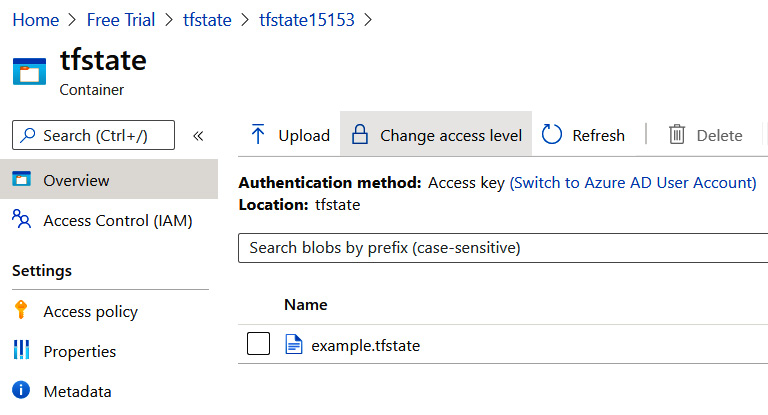 Home > Free Trial > tfstate > tfstate15153 >
tfstate
Container
Search (Ctrl+/) «
Upload Change access level Refresh Delete
Overview
Access Control (IAM)
Settings
Access policy
Properties
Metadata
Authentication method: Access key (Switch to Azure AD User Account)
Location: tfstate
Search blobs by prefix (case-sensitive)
Name
example.tfstate